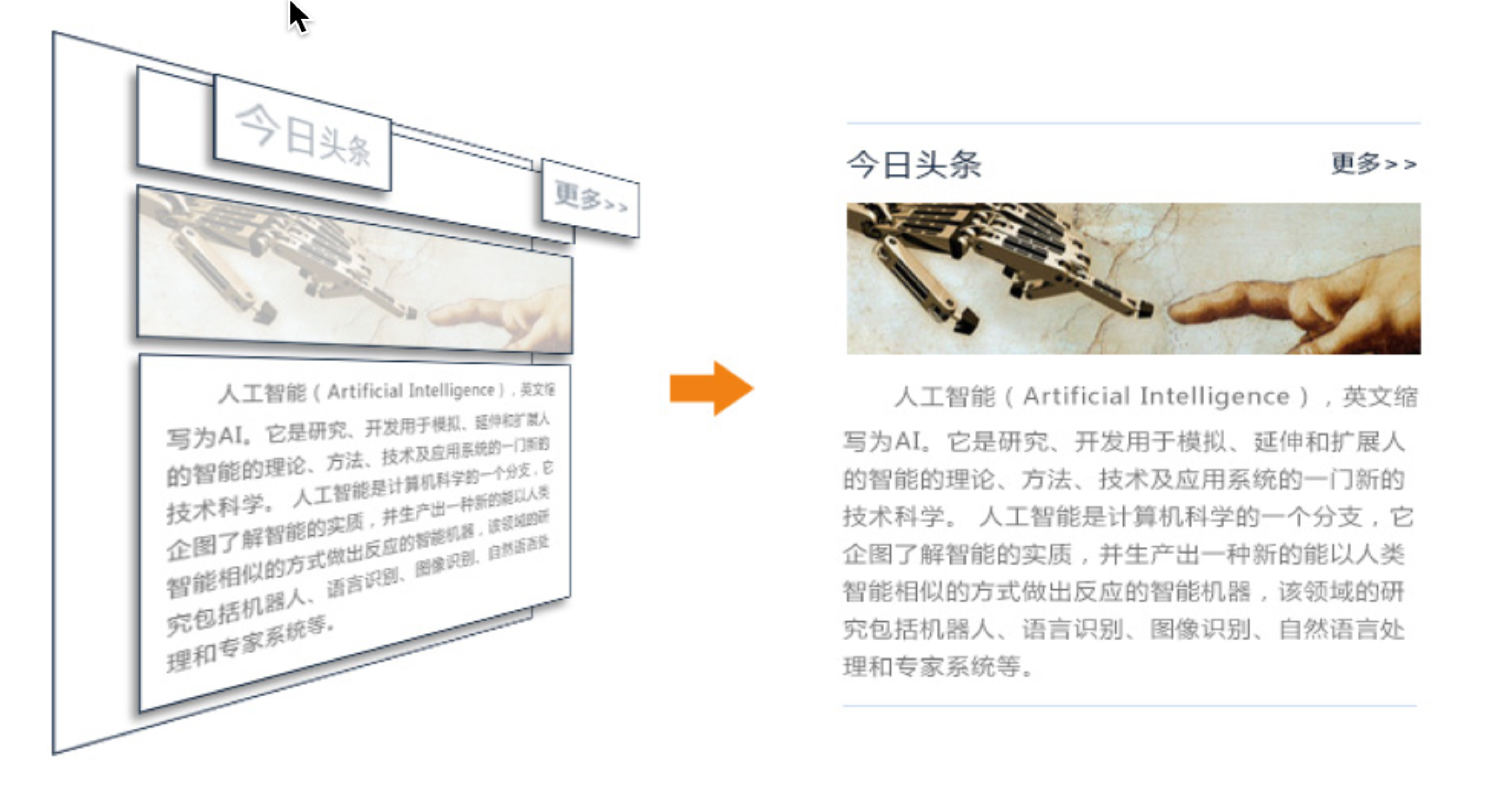 今日头条
更多>>
人工智能（Artificial Intelligence），英文缩
写为AI。它是研究、开发用于模拟、延伸和扩展人
的智能的理论、方法、技术及应用系统的一门新的
技术科学。 人工智能是计算机科学的一个分支，它
企图了解智能的实质，并生产出一种新的能以人类
智能相似的方式做出反应的智能机器，该领域的研
究包括机器人、语言识别、图像识别、自然语言处
理和专家系统等。
今日头条
更多>>
人工智能（Artificial Intelligence），英文缩
写为AI。它是研究、开发用于模拟、延伸和扩展人
的智能的理论、方法、技术及应用系统的一门新的
技术科学。 人工智能是计算机科学的一个分支，它
企图了解智能的实质，并生产出一种新的能以人类
智能相似的方式做出反应的智能机器，该领域的研
究包括机器人、语言识别、图像识别、自然语言处
理和专家系统等。